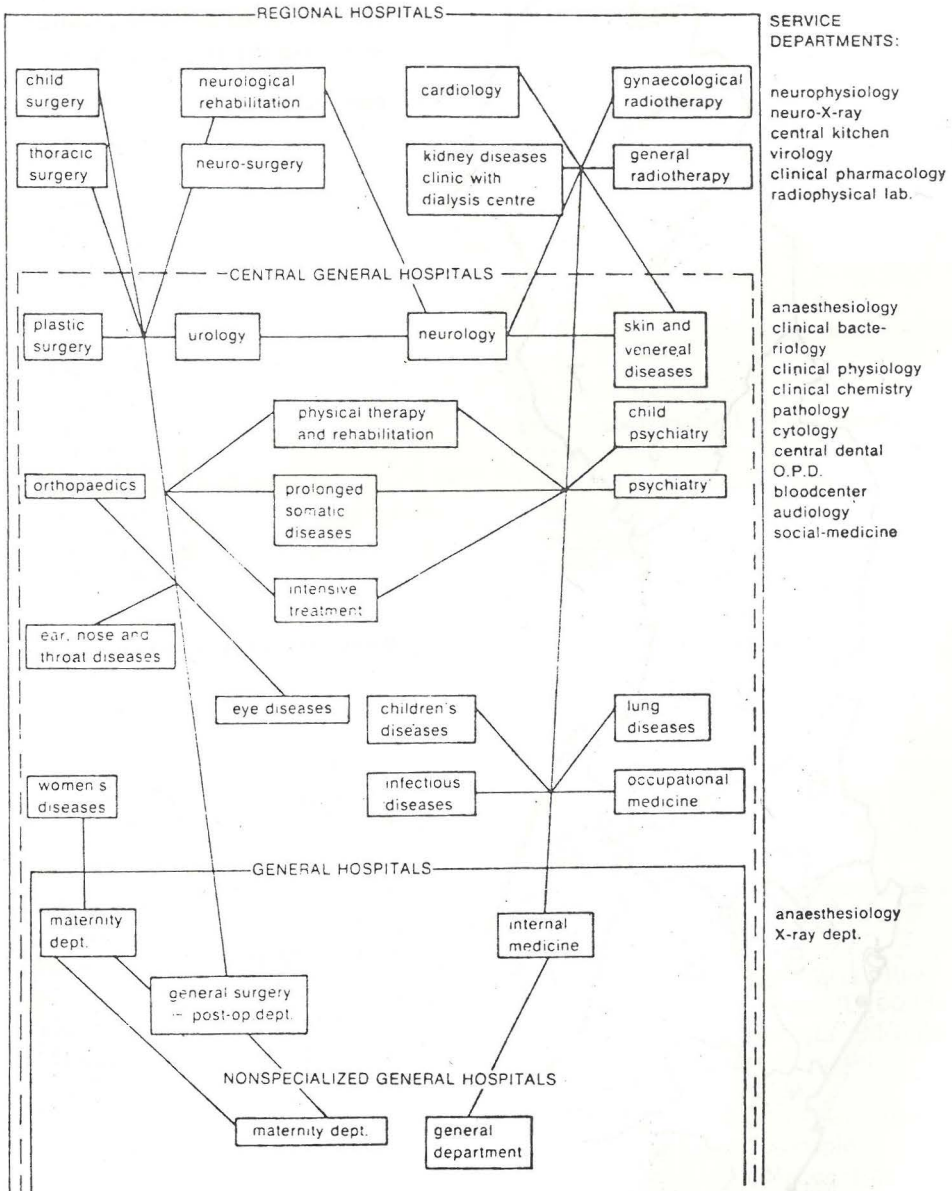 REGIONAL HOSPITALS
SERVICE
DEPARTMENTS:
child
surgery
neurological
rehabilitation
cardiology
gynaecological
radiotherapy
thoracic
surgery
neuro-surgery
kidney diseases
clinic with
dialysis centre
general
radiotherapy
neurophysiology
neuro-X-ray
central kitchen
virology
clinical pharmacology
radiophysical lab.
CENTRAL GENERAL HOSPITALS
plastic
surgery
urology
neurology
skin and
venereal
diseases
physical therapy
and rehabilitation
child
psychiatry
orthopaedics
prolonged
somatic
diseases
psychiatry
intensive
treatment
ear, nose and
throat diseases
eye diseases
children's
diseases
lung
diseases
women's
diseases
infectious
diseases
occupational
medicine
anaesthesiology
clinical bacte-
riology
clinical physiology
clinical chemistry
pathology
cytology
central dental
O.P.D.
bloodcenter
audiology
social-medicine
GENERAL HOSPITALS
maternity
dept.
internal
medicine
general surgery
– post-op dept.
anaesthesiology
X-ray dept.
NONSPECIALIZED GENERAL HOSPITALS
maternity dept.
general
department